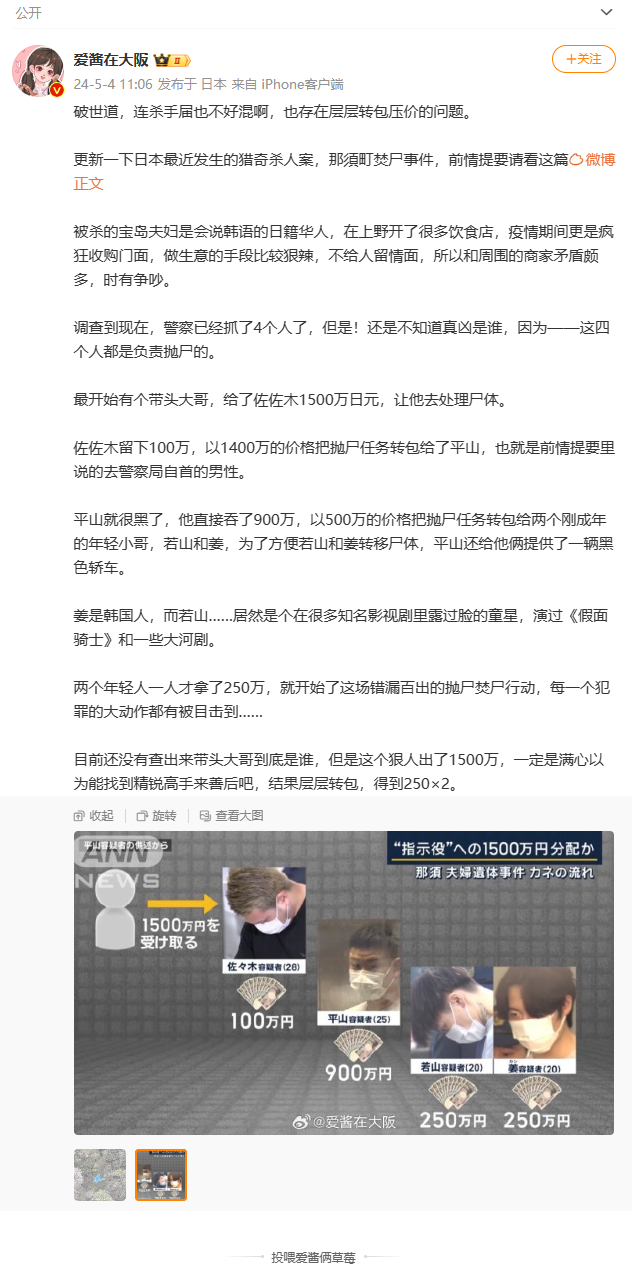 公开
爱酱在大阪
II
+关注
24-5-4 11:06 发布于 日本 来自 iPhone客户端
破世道，连杀手届也不好混啊，也存在层层转包压价的问题。
更新一下日本最近发生的猎奇杀人案，那須町焚尸事件，前情提要请看这篇微博
正文
被杀的宝岛夫妇是会说韩语的日籍华人，在上野开了很多饮食店，疫情期间更是疯
狂收购门面，做生意的手段比较狠辣，不给人留情面，所以和周围的商家矛盾颇
多，时有争吵。
调查到现在，警察已经抓了4个人了，但是！还是不知道真凶是谁，因为——这四
个人都是负责抛尸的。
最开始有个带头大哥，给了佐佐木1500万日元，让他去处理尸体。
佐佐木留下100万，以1400万的价格把抛尸任务转包给了平山，也就是前情提要里
说的去警察局自首的男性。
平山就很黑了，他直接吞了900万，以500万的价格把抛尸任务转包给两个刚成年
的年轻小哥，若山和姜，为了方便若山和姜转移尸体，平山还给他俩提供了一辆黑
色轿车。
姜是韩国人，而若山......居然是个在很多知名影视剧里露过脸的童星，演过《假面
骑士》和一些大河剧。
两个年轻人一人才拿了250万，就开始了这场错漏百出的抛尸焚尸行动，每一个犯
罪的大动作都有被目击到......
目前还没有查出来带头大哥到底是谁，但是这个狠人出了1500万，一定是满心以
为能找到精锐高手来善后吧，结果层层转包，得到250×2。
收起
旋转
查看大图
平山容疑者の供述から
ANN
NEWS
“指示役”への1500万円分配か
那須 夫婦遺体事件 カネの流れ
1500万円を
受け取る
佐々木容疑者(28)
100万円
平山容疑者(25)
900万円
若山容疑者(20)
カン
姜容疑者(20)
250万円
250万円
@爱酱在大阪
投喂爱酱俩草莓